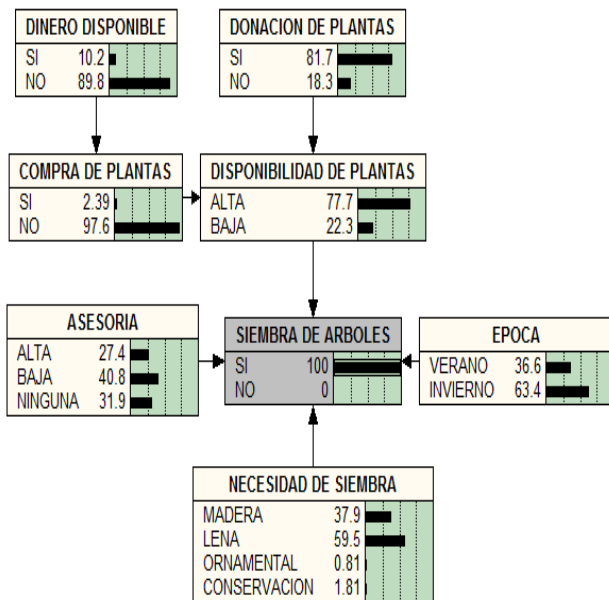 DINERO DISPONIBLE
SI 10.2
NO 89.8
DONACION DE PLANTAS
SI 81.7
NO 18.3
COMPRA DE PLANTAS
SI 2.39
NO 97.6
DISPONIBILIDAD DE PLANTAS
ALTA 77.7
BAJA 22.3
ASESORIA
ALTA 27.4
BAJA 40.8
NINGUNA 31.9
SIEMBRA DE ARBOLES
SI 100
NO 0
EPOCA
VERANO 36.6
INVIERNO 63.4
NECESIDAD DE SIEMBRA
MADERA 37.9
LENA 59.5
ORNAMENTAL 0.81
CONSERVACION 1.81